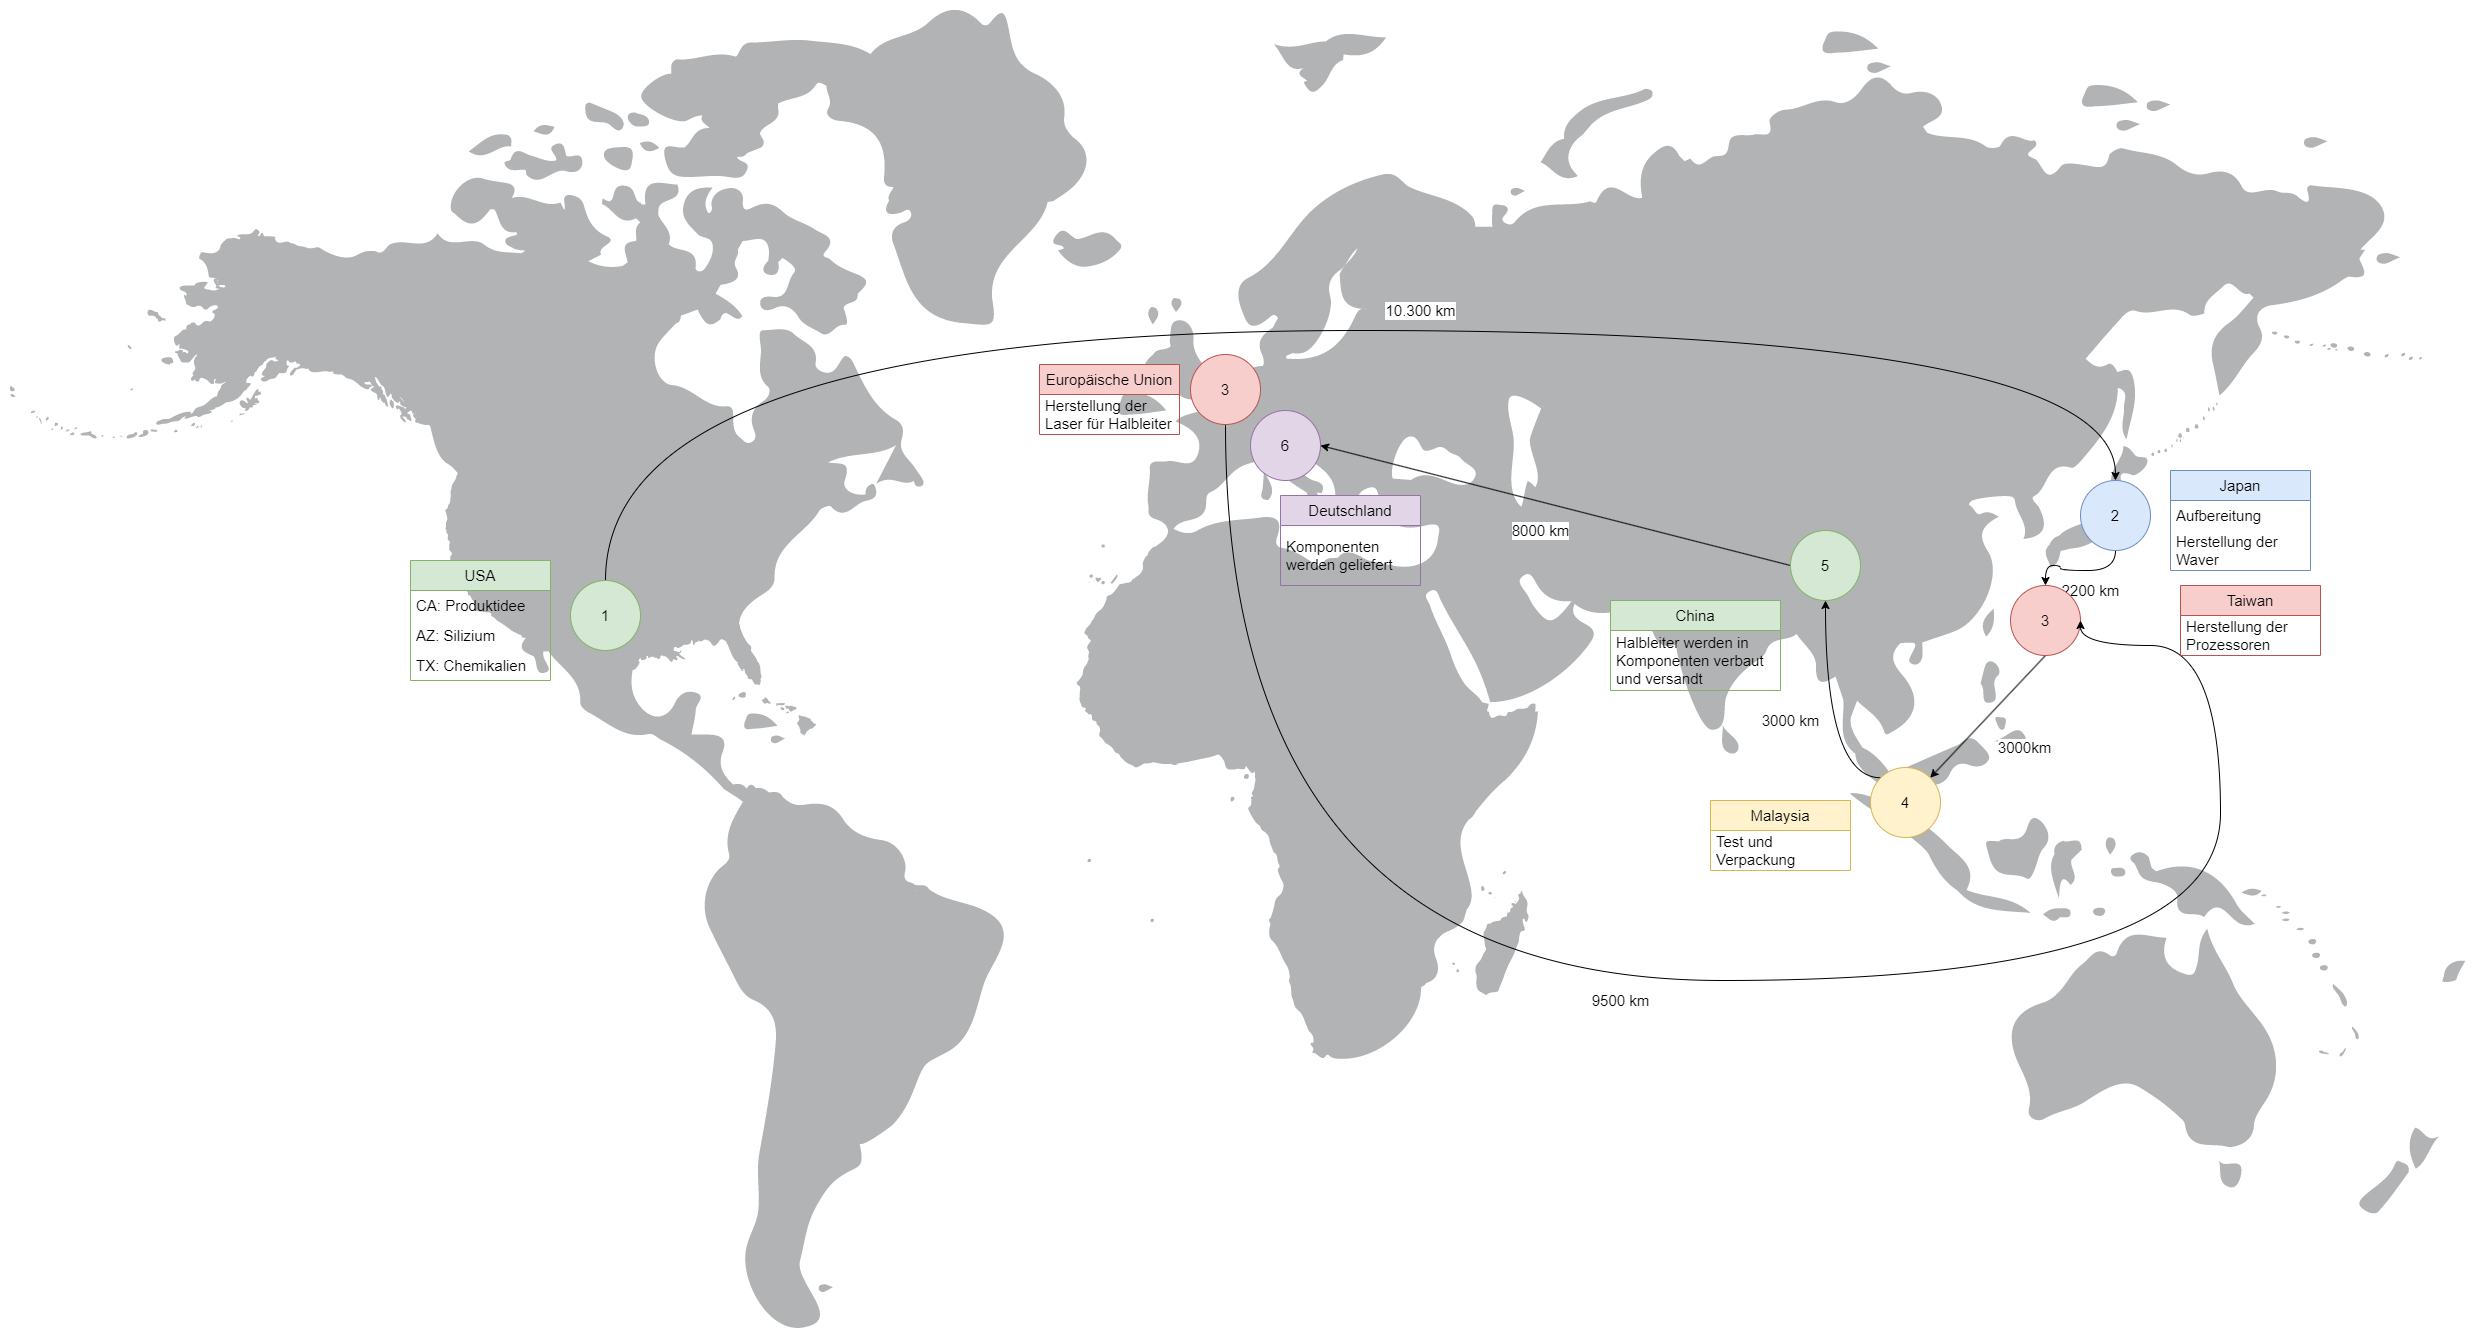 10.300 km
Europäische Union
Herstellung der
Laser für Halbleiter
3
6
Deutschland
Komponenten
werden geliefert
8000 km
Japan
Aufbereitung
Herstellung der
Waver
2
2200 km
USA
CA: Produktidee
AZ: Silizium
TX: Chemikalien
1
5
China
Halbleiter werden in
Komponenten verbaut
und versandt
3
Taiwan
Herstellung der
Prozessoren
3000 km
3000km
4
Malaysia
Test und
Verpackung
9500 km